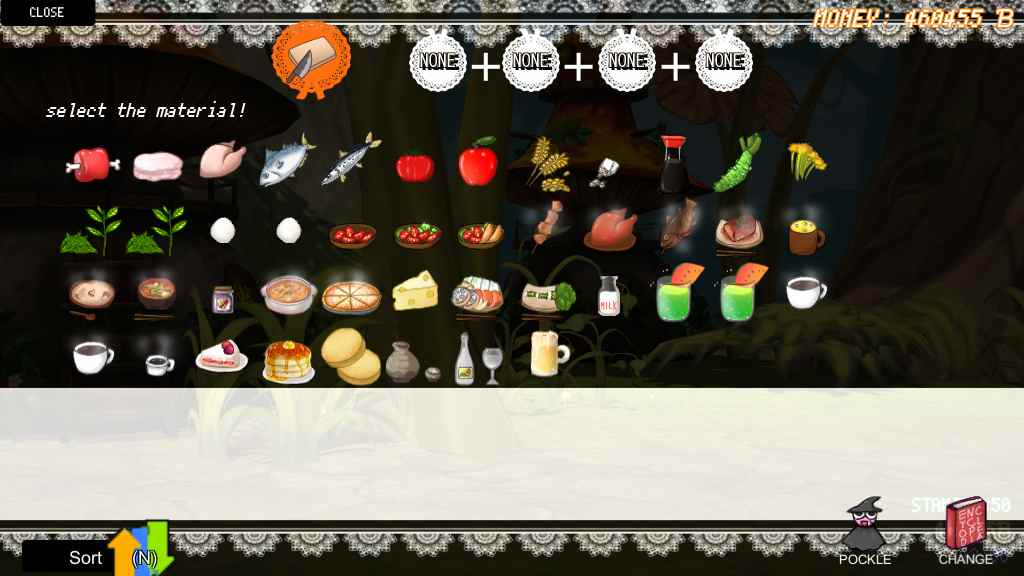 CLOSE
MONEY: 460455 B
NONE
NONE
NONE
NONE
select the material!
MILK
Sort
(N)
POCKLE
CHANGE